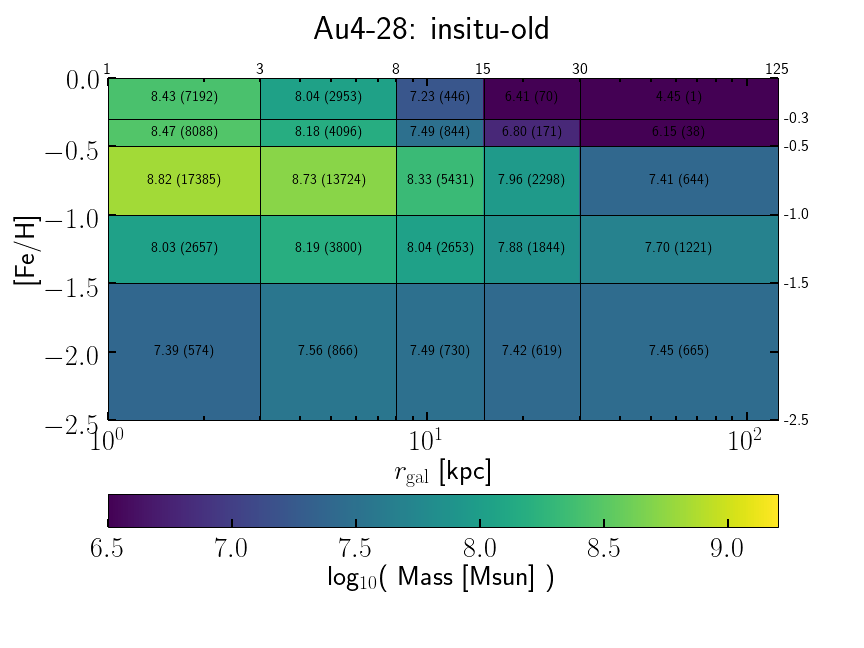 Au4-28: insitu-old
1 3 8 15 30 125
0.0
8.43 (7192) 8.04 (2953) 7.23 (446) 6.41 (70) 4.45 (1)
-0.3
8.47 (8088) 8.18 (4096) 7.49 (844) 6.80 (171) 6.15 (38)
−0.5 -0.5
8.82 (17385) 8.73 (13724) 8.33 (5431) 7.96 (2298) 7.41 (644)
−1.0 -1.0
[Fe/H]
8.03 (2657) 8.19 (3800) 8.04 (2653) 7.88 (1844) 7.70 (1221)
−1.5 -1.5
7.39 (574) 7.56 (866) 7.49 (730) 7.42 (619) 7.45 (665)
−2.0
−2.5 -2.5
10⁰ 10¹ 10²
r_gal [kpc]
6.5 7.0 7.5 8.0 8.5 9.0
log₁₀( Mass [Msun] )